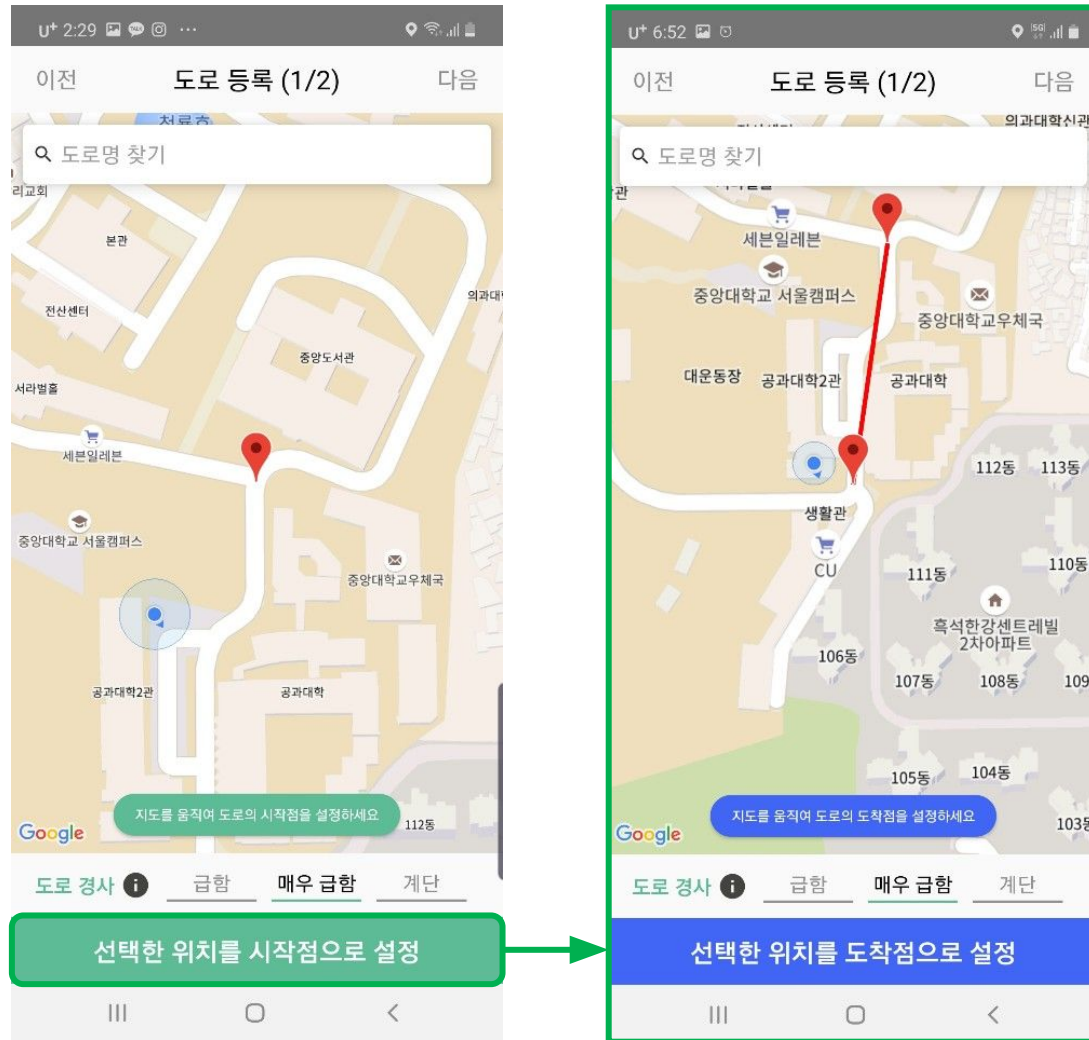 U+ 2:29
이전 도로 등록 (1/2) 다음
도로명 찾기
리교회
본관
전산센터
의과대
중앙도서관
서라벌홀
세븐일레븐
중앙대학교 서울캠퍼스
중앙대학교우체국
공과대학2관
공과대학
지도를 움직여 도로의 시작점을 설정하세요
112동
Google
도로 경사 i 급함 매우 급함 계단
선택한 위치를 시작점으로 설정
U+ 6:52 5G
이전 도로 등록 (1/2) 다음
의과대학신관
도로명 찾기
관
세븐일레븐
중앙대학교 서울캠퍼스
중앙대학교우체국
대운동장
공과대학2관
공과대학
112동 113동
생활관
CU
111동
110동
흑석한강센트레빌
2차아파트
106동
107동 108동 109
105동 104동
지도를 움직여 도로의 도착점을 설정하세요
103동
Google
도로 경사 i 급함 매우 급함 계단
선택한 위치를 도착점으로 설정